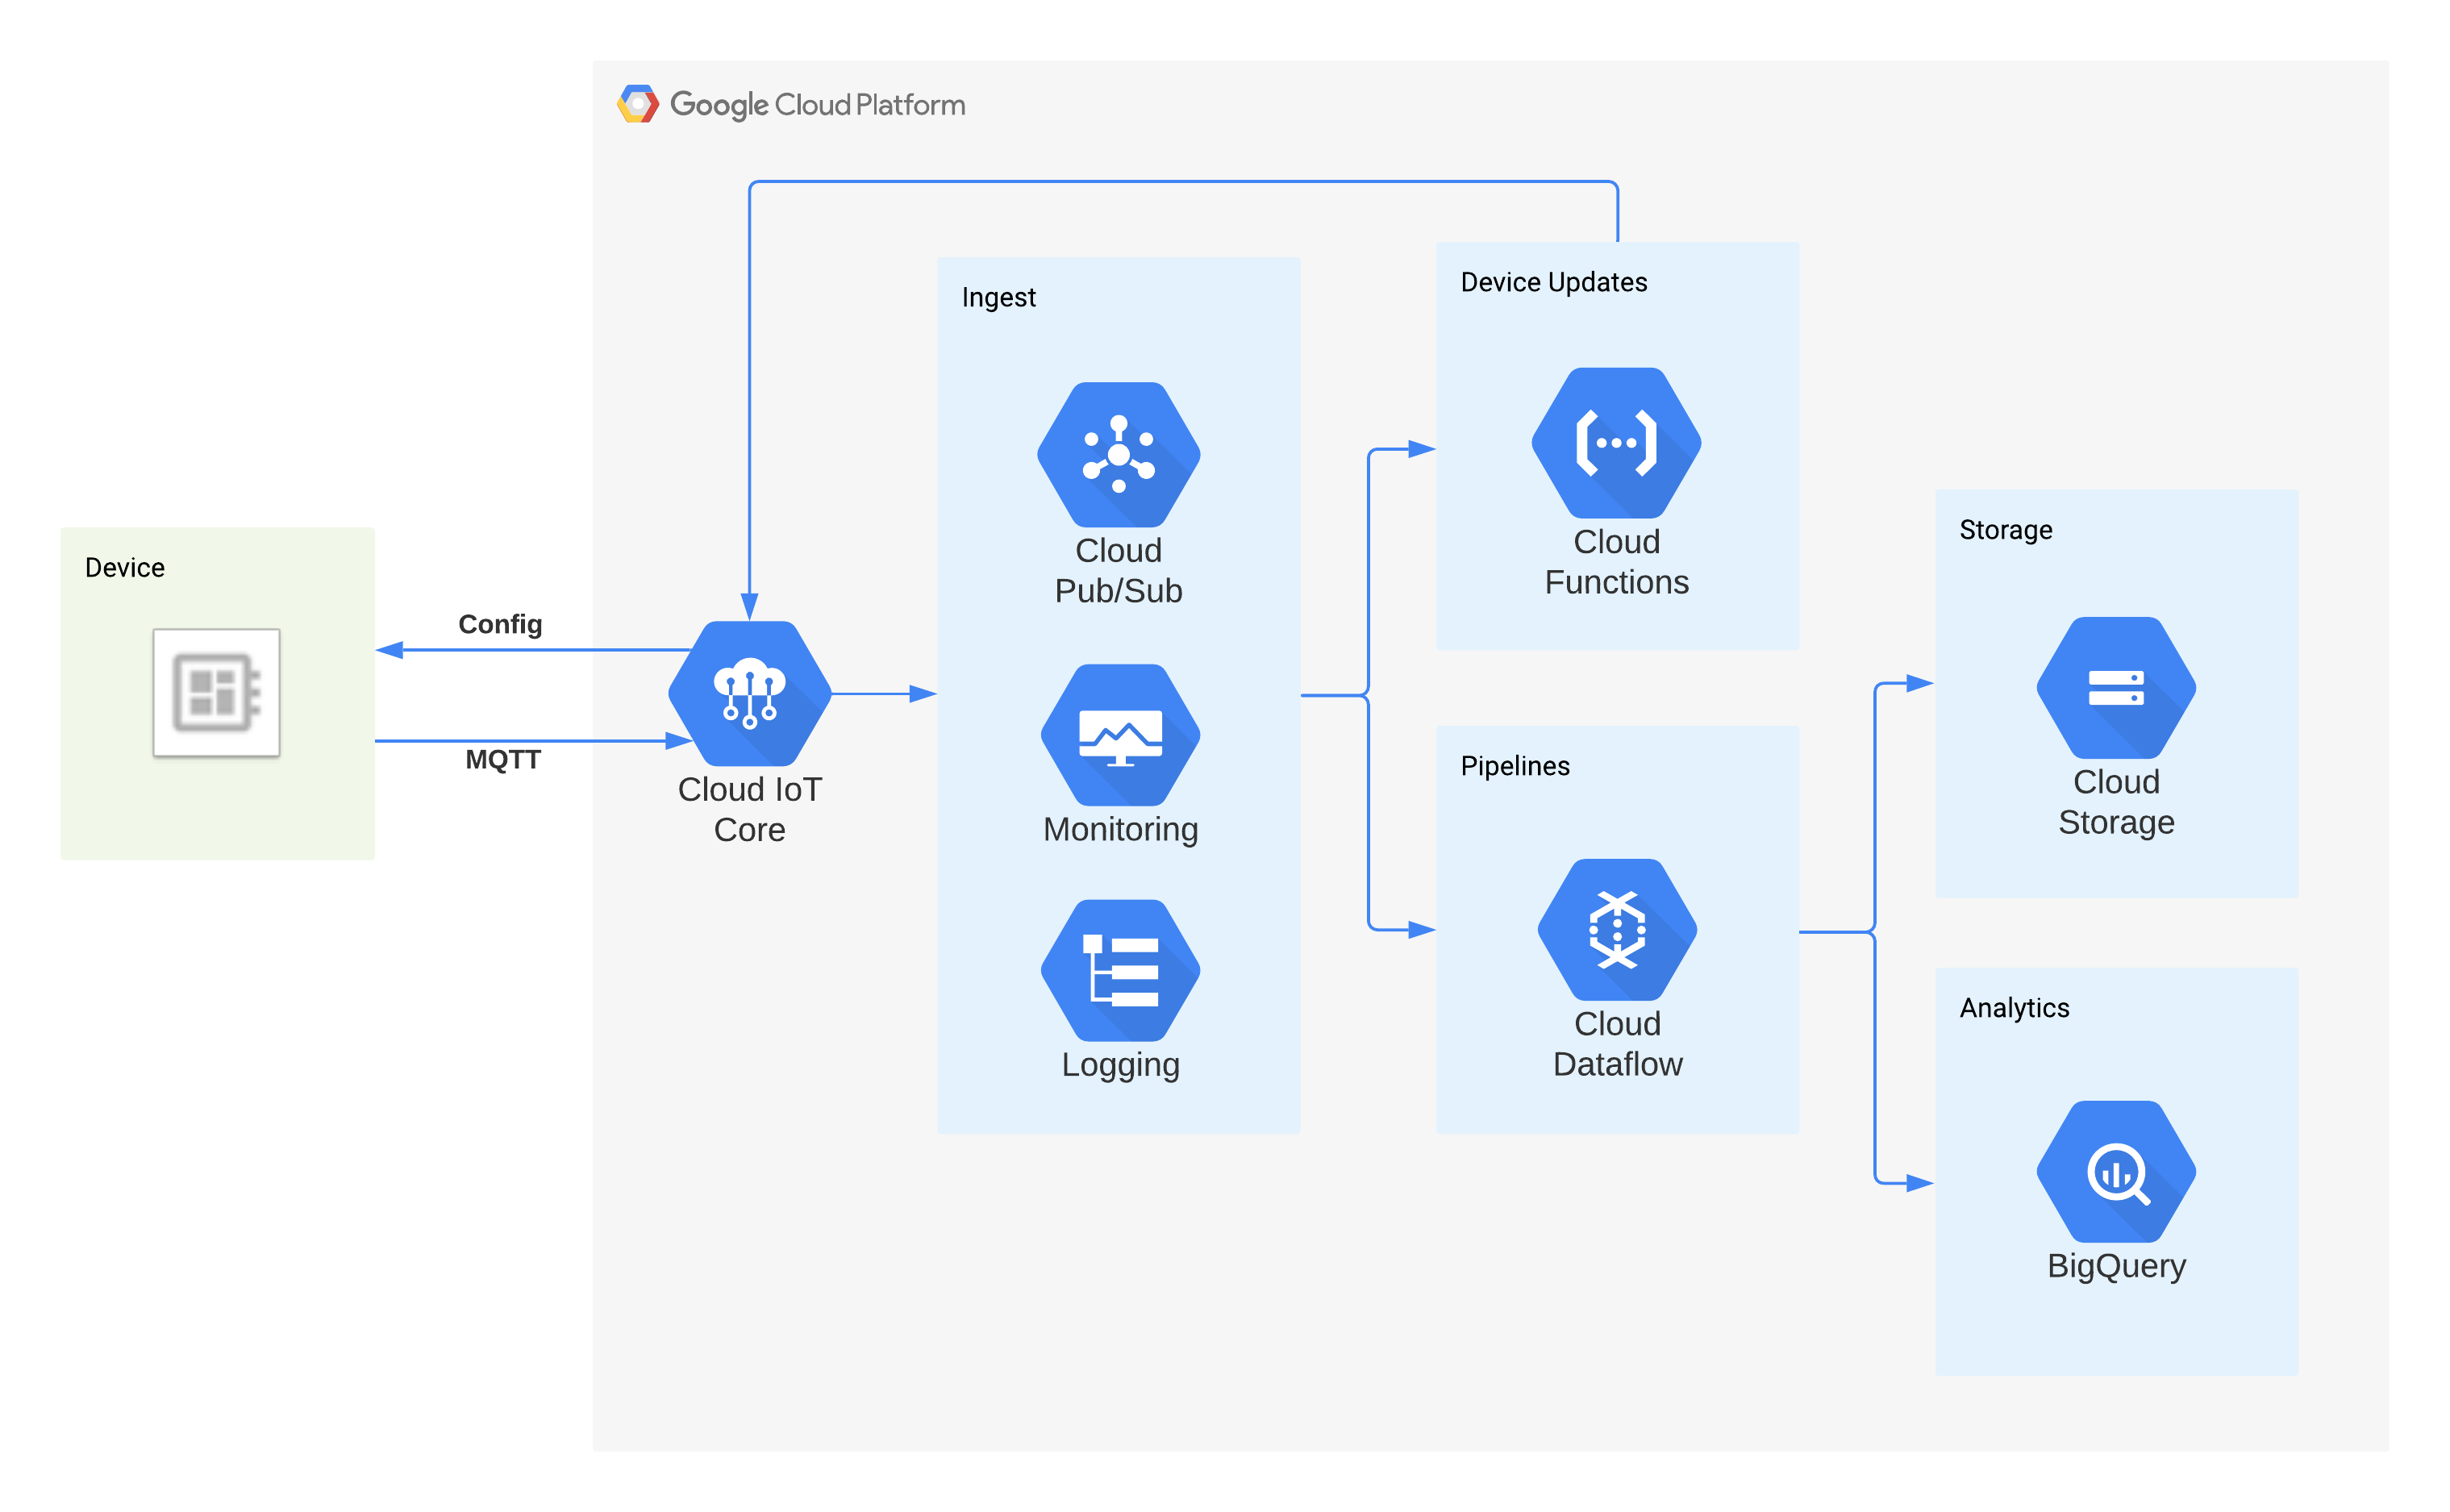 Google Cloud Platform
Device
Config
MQTT
Cloud IoT
Core
Ingest
Cloud
Pub/Sub
Monitoring
Logging
Device Updates
Cloud
Functions
Pipelines
Cloud
Dataflow
Storage
Cloud
Storage
Analytics
BigQuery